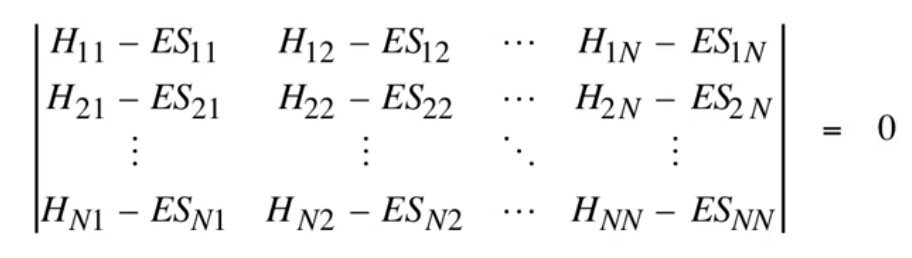 H₁₁ – ES₁₁ H₁₂ – ES₁₂ ⋯ H₁N – ES₁N
H₂₁ – ES₂₁ H₂₂ – ES₂₂ ⋯ H₂N – ES₂N
⋮ ⋮ ⋱ ⋮ = 0
HN1 – ESN1 HN2 – ESN2 ⋯ HNN – ESNN